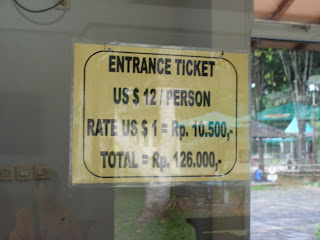 ENTRANCE TICKET
US $ 12 / PERSON
RATE US $ 1 = Rp. 10.500,-
TOTAL = Rp. 126.000,-